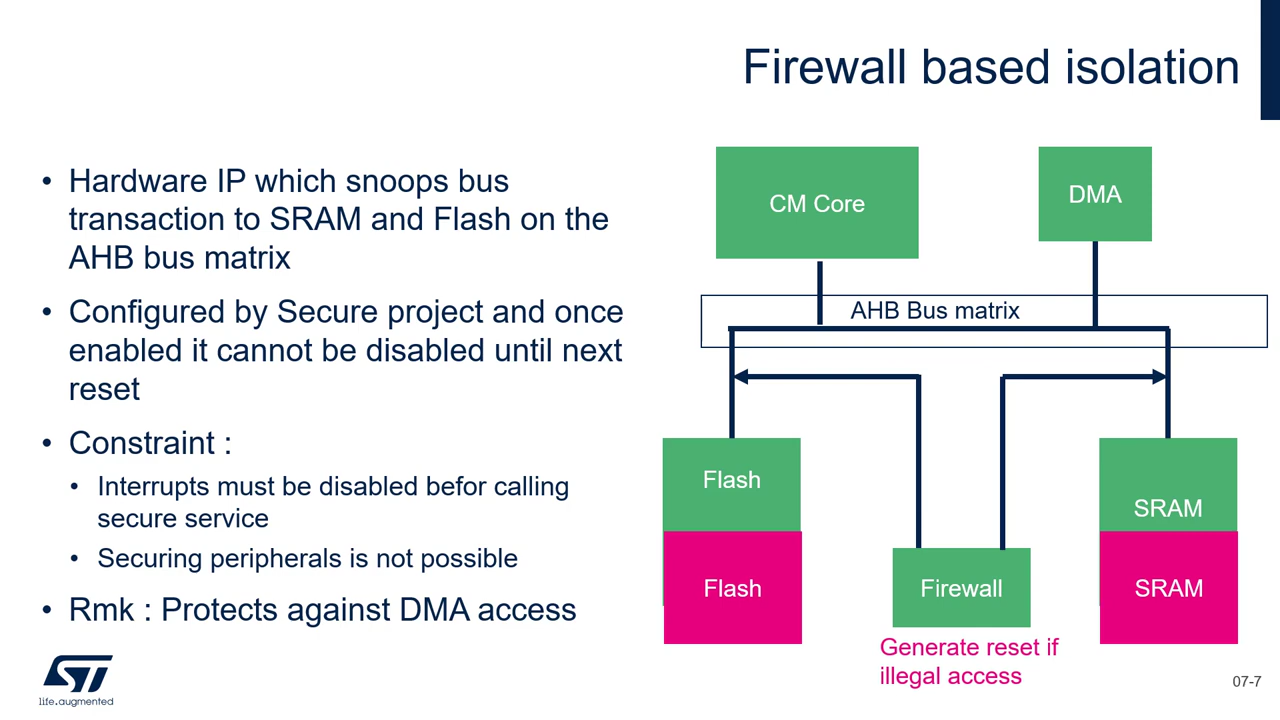 Firewall based isolation
• Hardware IP which snoops bus
transaction to SRAM and Flash on the
AHB bus matrix
• Configured by Secure project and once
enabled it cannot be disabled until next
reset
• Constraint :
• Interrupts must be disabled befor calling
secure service
• Securing peripherals is not possible
• Rmk : Protects against DMA access
CM Core
DMA
AHB Bus matrix
Flash
SRAM
Flash
Firewall
SRAM
Generate reset if
illegal access
ST
life.augmented
07-7